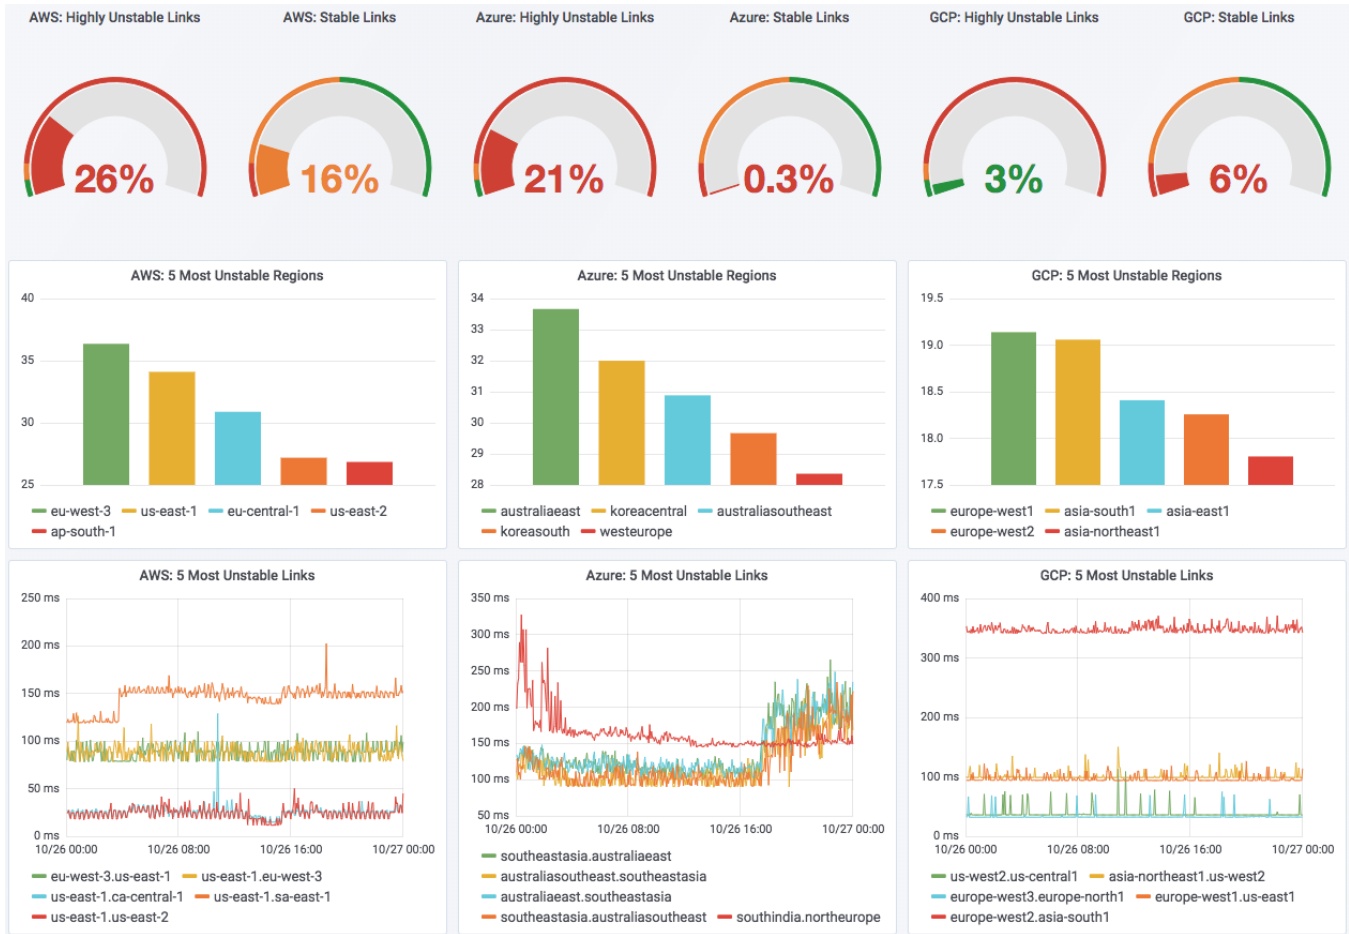 AWS: Highly Unstable Links
AWS: Stable Links
Azure: Highly Unstable Links
Azure: Stable Links
GCP: Highly Unstable Links
GCP: Stable Links
26%
16%
21%
0.3%
3%
6%
AWS: 5 Most Unstable Regions
40
35
30
25
eu-west-3 us-east-1 eu-central-1 us-east-2
ap-south-1
Azure: 5 Most Unstable Regions
34
33
32
31
30
29
28
australiaeast koreacentral australiasoutheast
koreasouth westeurope
GCP: 5 Most Unstable Regions
19.5
19.0
18.5
18.0
17.5
europe-west1 asia-south1 asia-east1
europe-west2 asia-northeast1
AWS: 5 Most Unstable Links
250 ms
200 ms
150 ms
100 ms
50 ms
0 ms
10/26 00:00 10/26 08:00 10/26 16:00 10/27 00:00
eu-west-3.us-east-1 us-east-1.eu-west-3
us-east-1.ca-central-1 us-east-1.sa-east-1
us-east-1.us-east-2
Azure: 5 Most Unstable Links
350 ms
300 ms
250 ms
200 ms
150 ms
100 ms
50 ms
10/26 00:00 10/26 08:00 10/26 16:00 10/27 00:00
southeastasia.australiaeast
australiasoutheast.southeastasia
australiaeast.southeastasia
southeastasia.australiasoutheast southindia.northeurope
GCP: 5 Most Unstable Links
400 ms
300 ms
200 ms
100 ms
0 ms
10/26 00:00 10/26 08:00 10/26 16:00 10/27 00:00
us-west2.us-central1 asia-northeast1.us-west2
europe-west3.europe-north1 europe-west1.us-east1
europe-west2.asia-south1